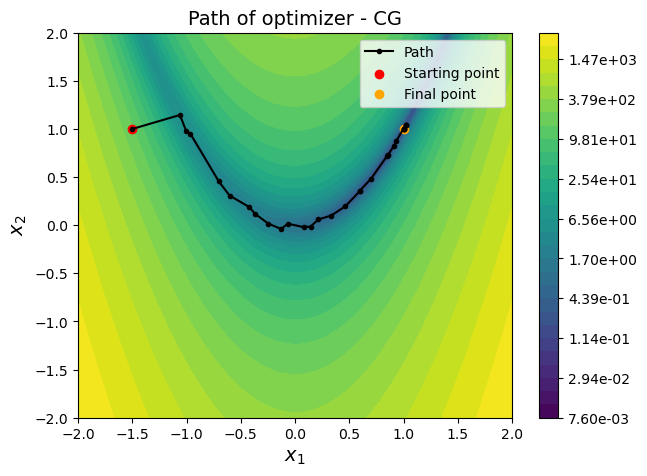 Path of optimizer - CG
Path
Starting point
Final point
2.0
1.5
1.0
0.5
0.0
−0.5
−1.0
−1.5
−2.0
x₂
−2.0 −1.5 −1.0 −0.5 0.0 0.5 1.0 1.5 2.0
x₁
1.47e+03
3.79e+02
9.81e+01
2.54e+01
6.56e+00
1.70e+00
4.39e-01
1.14e-01
2.94e-02
7.60e-03